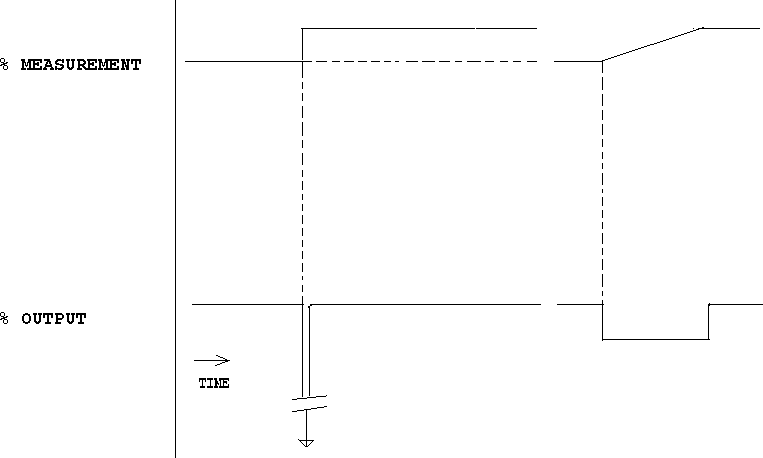 % MEASUREMENT
% OUTPUT
TIME